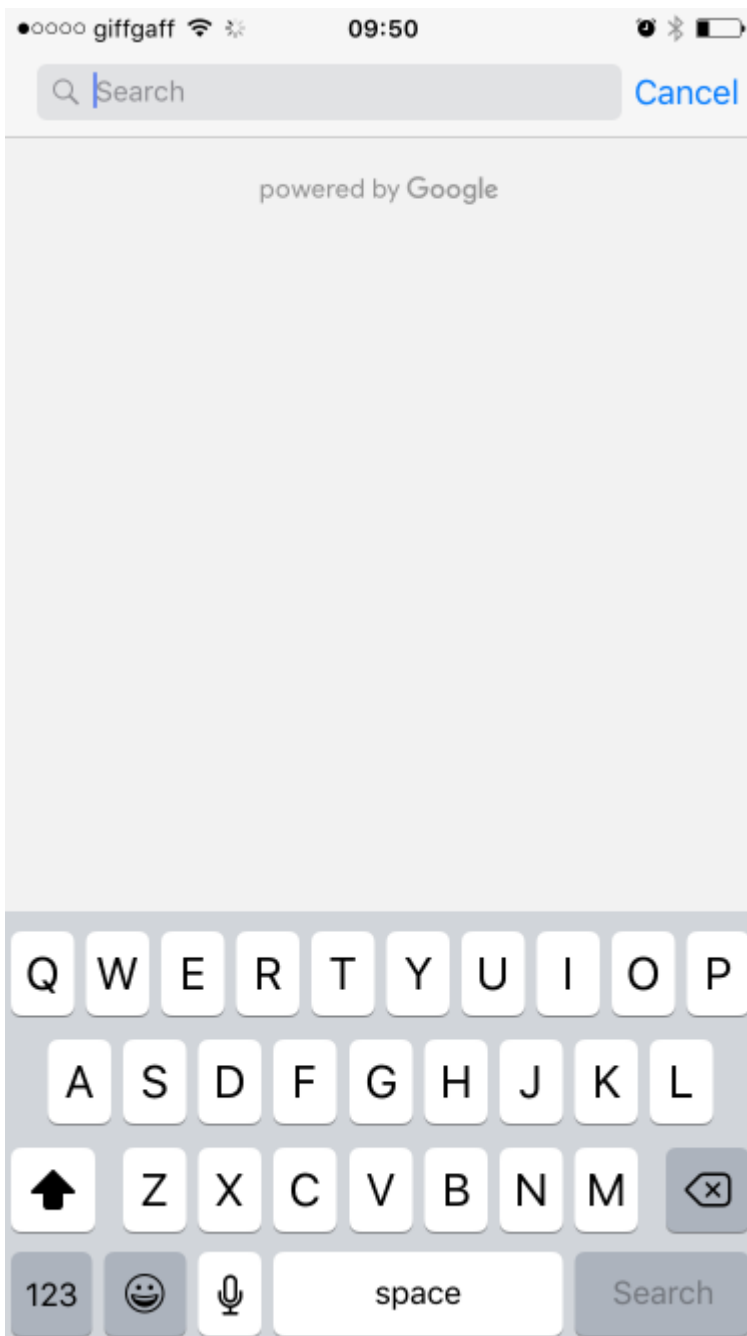 giffgaff 09:50
Search Cancel
powered by Google
Q W E R T Y U I O P
A S D F G H J K L
Z X C V B N M
123 space Search